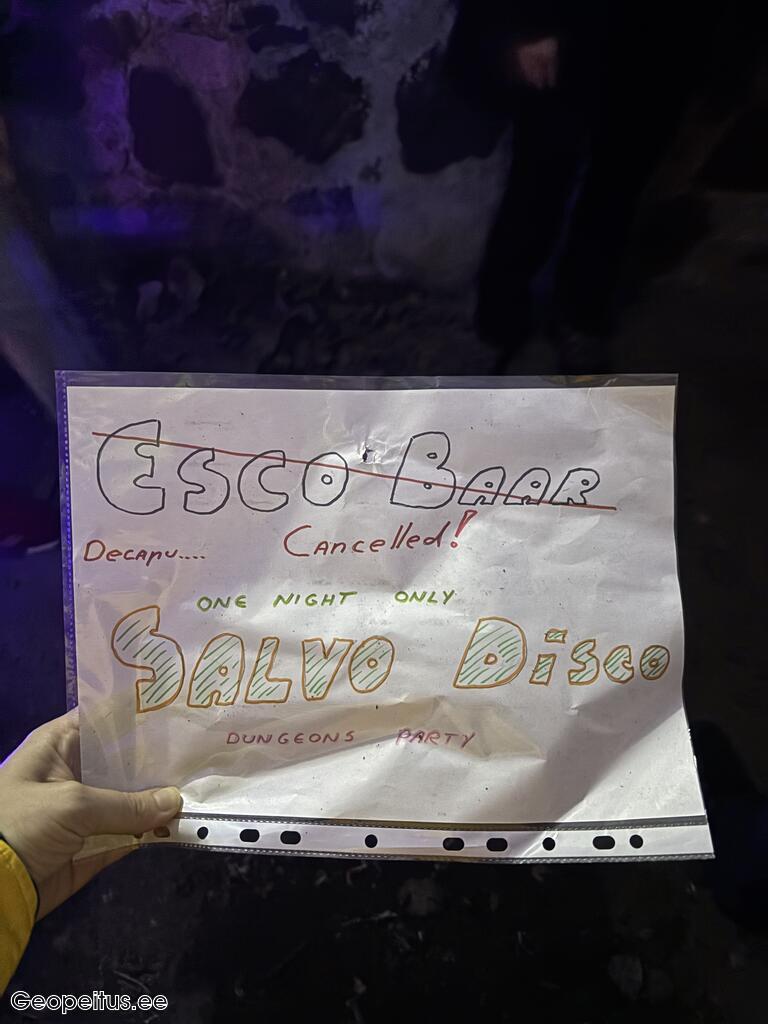 ESCO BAAR
Cancelled!
Decapu....
ONE NIGHT ONLY
SALVO DISCO
DUNGEONS PARTY
Geopeitus.ee